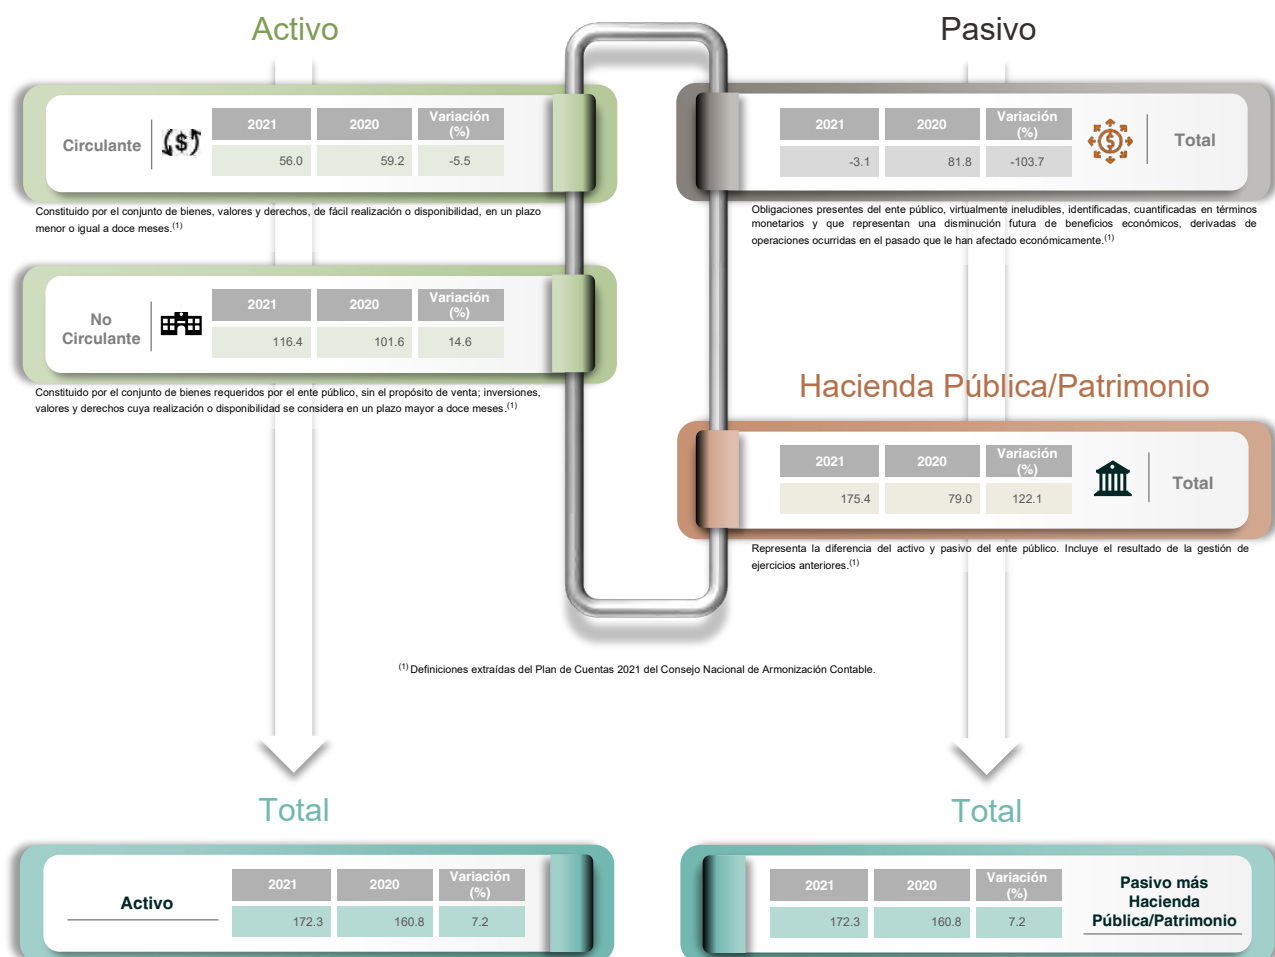 Activo
Circulante
2021 2020 Variación (%)
56.0 59.2 -5.5
Constituido por el conjunto de bienes, valores y derechos, de fácil realización o disponibilidad, en un plazo
menor o igual a doce meses.(1)
No
Circulante
2021 2020 Variación (%)
116.4 101.6 14.6
Constituido por el conjunto de bienes requeridos por el ente público, sin el propósito de venta; inversiones,
valores y derechos cuya realización o disponibilidad se considera en un plazo mayor a doce meses.(1)
Pasivo
2021 2020 Variación (%)
-3.1 81.8 -103.7
Total
Obligaciones presentes del ente público, virtualmente ineludibles, identificadas, cuantificadas en términos
monetarios y que representan una disminución futura de beneficios económicos, derivadas de
operaciones ocurridas en el pasado que le han afectado económicamente.(1)
Hacienda Pública/Patrimonio
2021 2020 Variación (%)
175.4 79.0 122.1
Total
Representa la diferencia del activo y pasivo del ente público. Incluye el resultado de la gestión de
ejercicios anteriores.(1)
(1) Definiciones extraídas del Plan de Cuentas 2021 del Consejo Nacional de Armonización Contable.
Total
Activo
2021 2020 Variación (%)
172.3 160.8 7.2
Total
2021 2020 Variación (%)
172.3 160.8 7.2
Pasivo más
Hacienda
Pública/Patrimonio